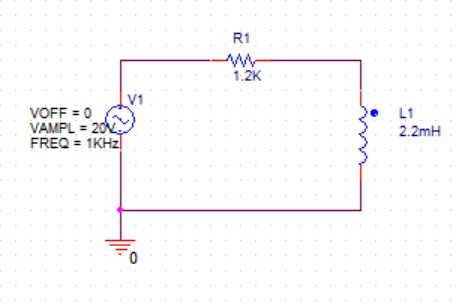 R1
1.2K
V1
VOFF = 0
VAMPL = 20V
FREQ = 1KHz
L1
2.2mH
0